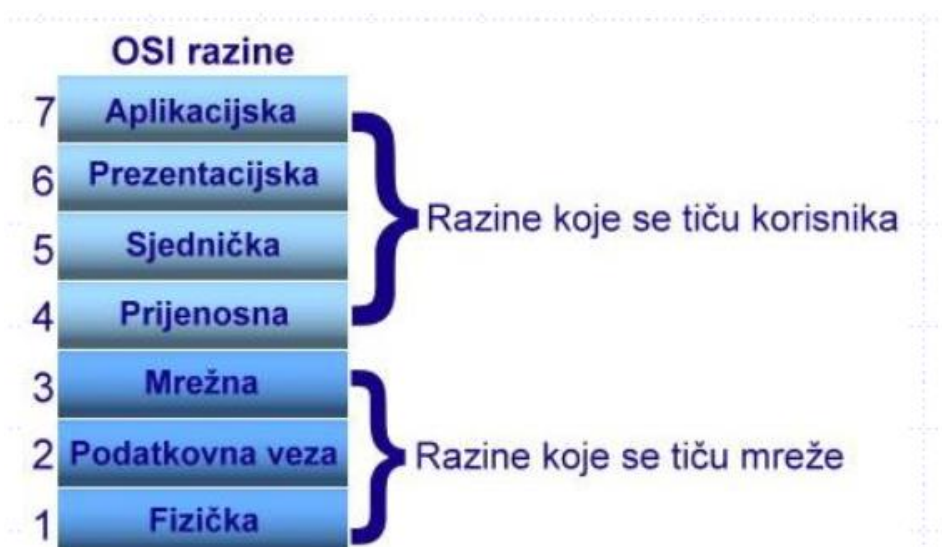 OSI razine
7 Aplikacijska
6 Prezentacijska
Razine koje se tiču korisnika
5 Sjednička
4 Prijenosna
3 Mrežna
2 Podatkovna veza
Razine koje se tiču mreže
1 Fizička